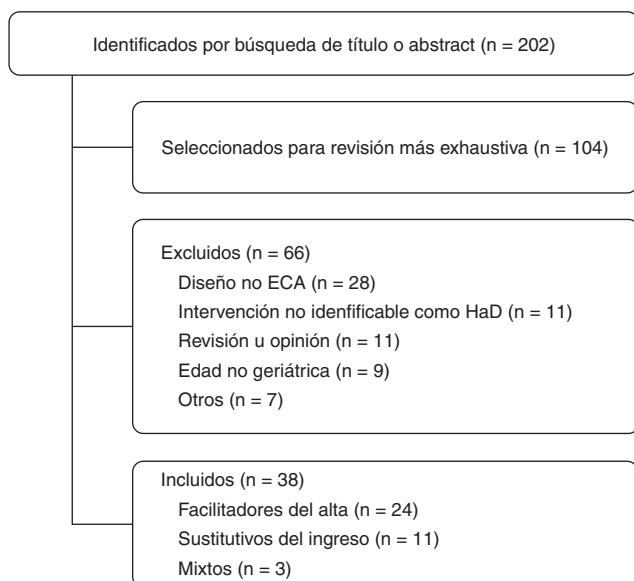 Identificados por búsqueda de título o abstract (n = 202)
Seleccionados para revisión más exhaustiva (n = 104)
Excluidos (n = 66)
Diseño no ECA (n = 28)
Intervención no idenfificable como HaD (n = 11)
Revisión u opinión (n = 11)
Edad no geriátrica (n = 9)
Otros (n = 7)
Incluidos (n = 38)
Facilitadores del alta (n = 24)
Sustitutivos del ingreso (n = 11)
Mixtos (n = 3)